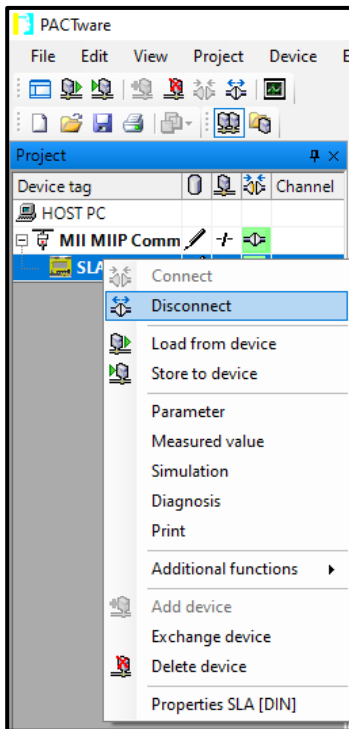 PACTware
File Edit View Project Device
Project
Device tag Channel
HOST PC
MII MIIP Comm
SLA
Connect
Disconnect
Load from device
Store to device
Parameter
Measured value
Simulation
Diagnosis
Print
Additional functions
Add device
Exchange device
Delete device
Properties SLA [DIN]